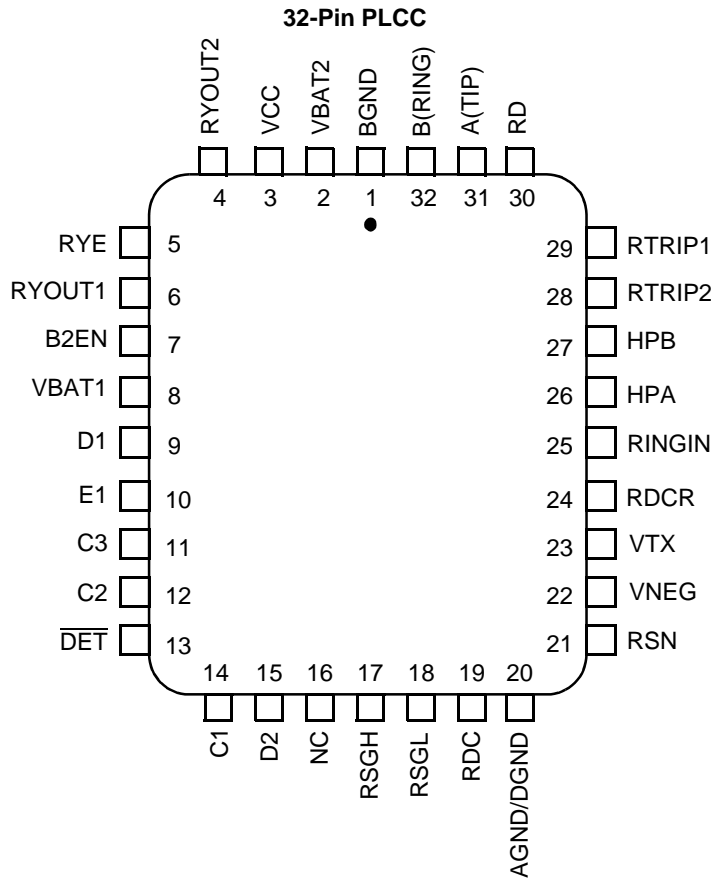 32-Pin PLCC
RYOUT2
VCC
VBAT2
BGND
B(RING)
A(TIP)
RD
4 3 2 1 32 31 30
RYE 5
RYOUT1 6
B2EN 7
VBAT1 8
D1 9
E1 10
C3 11
C2 12
D̅E̅T̅ 13
29 RTRIP1
28 RTRIP2
27 HPB
26 HPA
25 RINGIN
24 RDCR
23 VTX
22 VNEG
21 RSN
14 15 16 17 18 19 20
C1
D2
NC
RSGH
RSGL
RDC
AGND/DGND